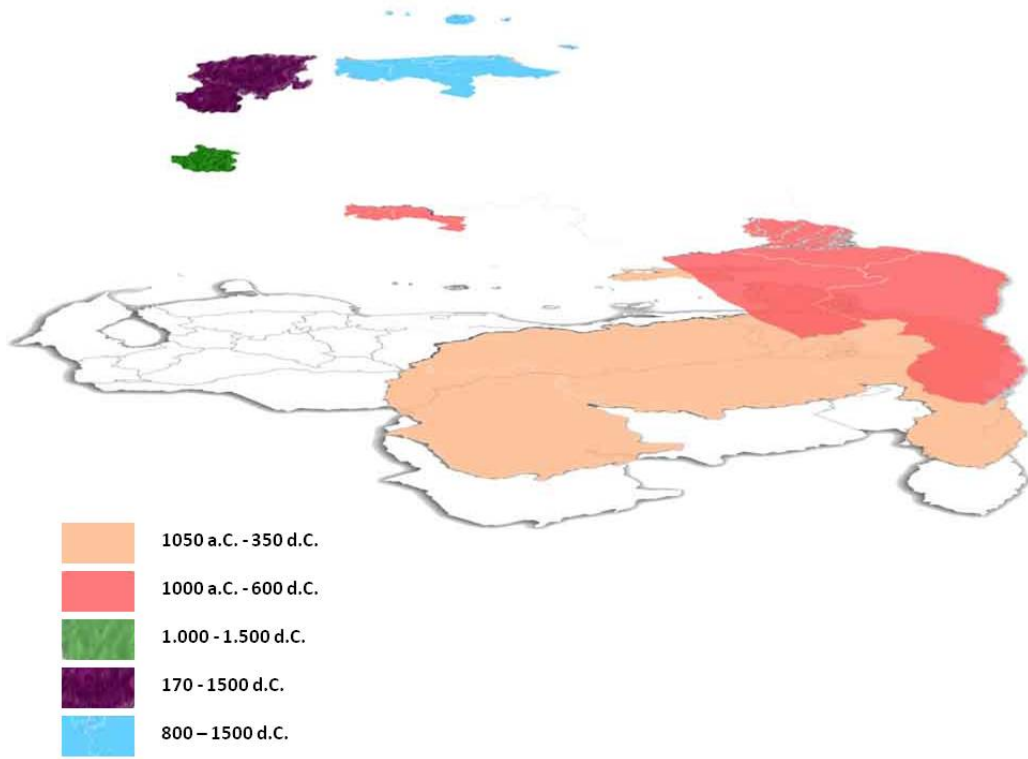 1050 a.C. - 350 d.C.
1000 a.C. - 600 d.C.
1.000 - 1.500 d.C.
170 - 1500 d.C.
800 – 1500 d.C.